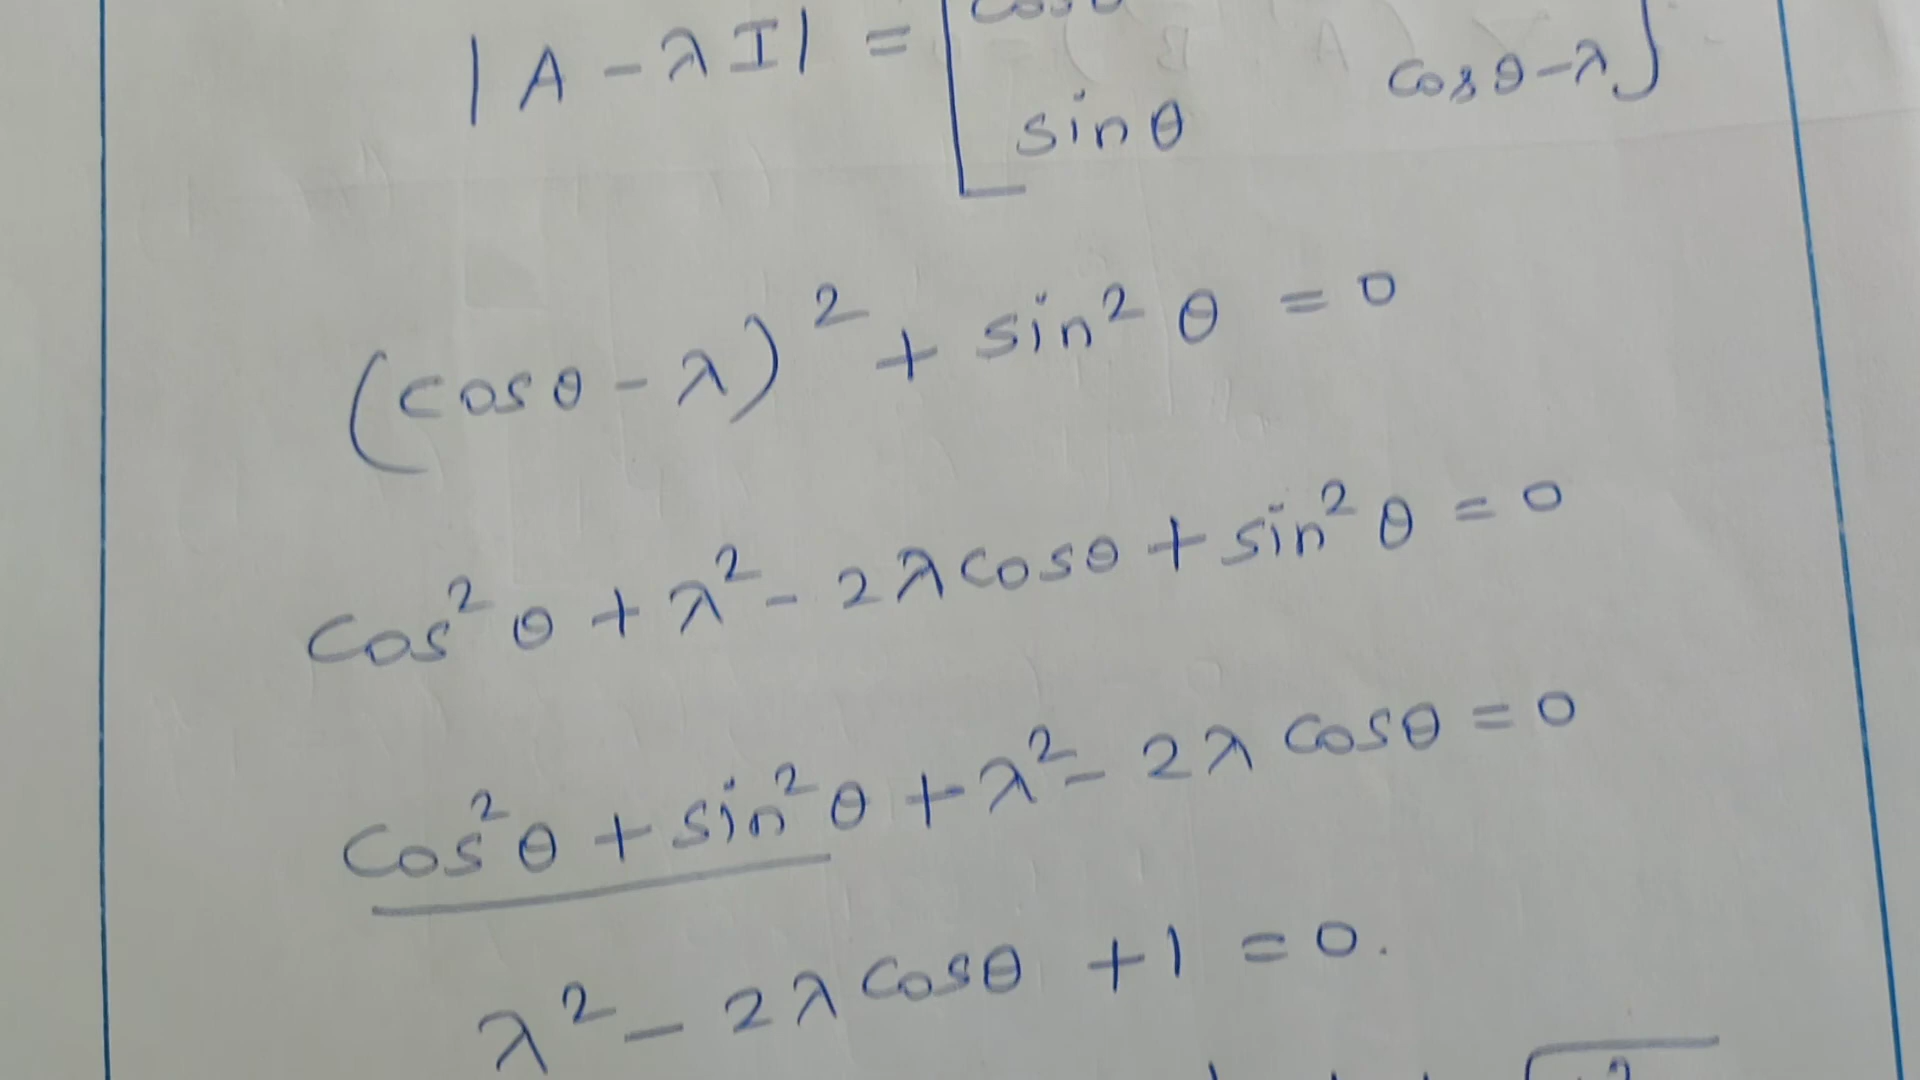 |A - λI| = [
sinθ cosθ-λ]
(cosθ - λ)² + sin²θ = 0
cos²θ + λ² - 2λcosθ + sin²θ = 0
cos²θ + sin²θ + λ² - 2λ cosθ = 0
λ² - 2λ cosθ + 1 = 0.